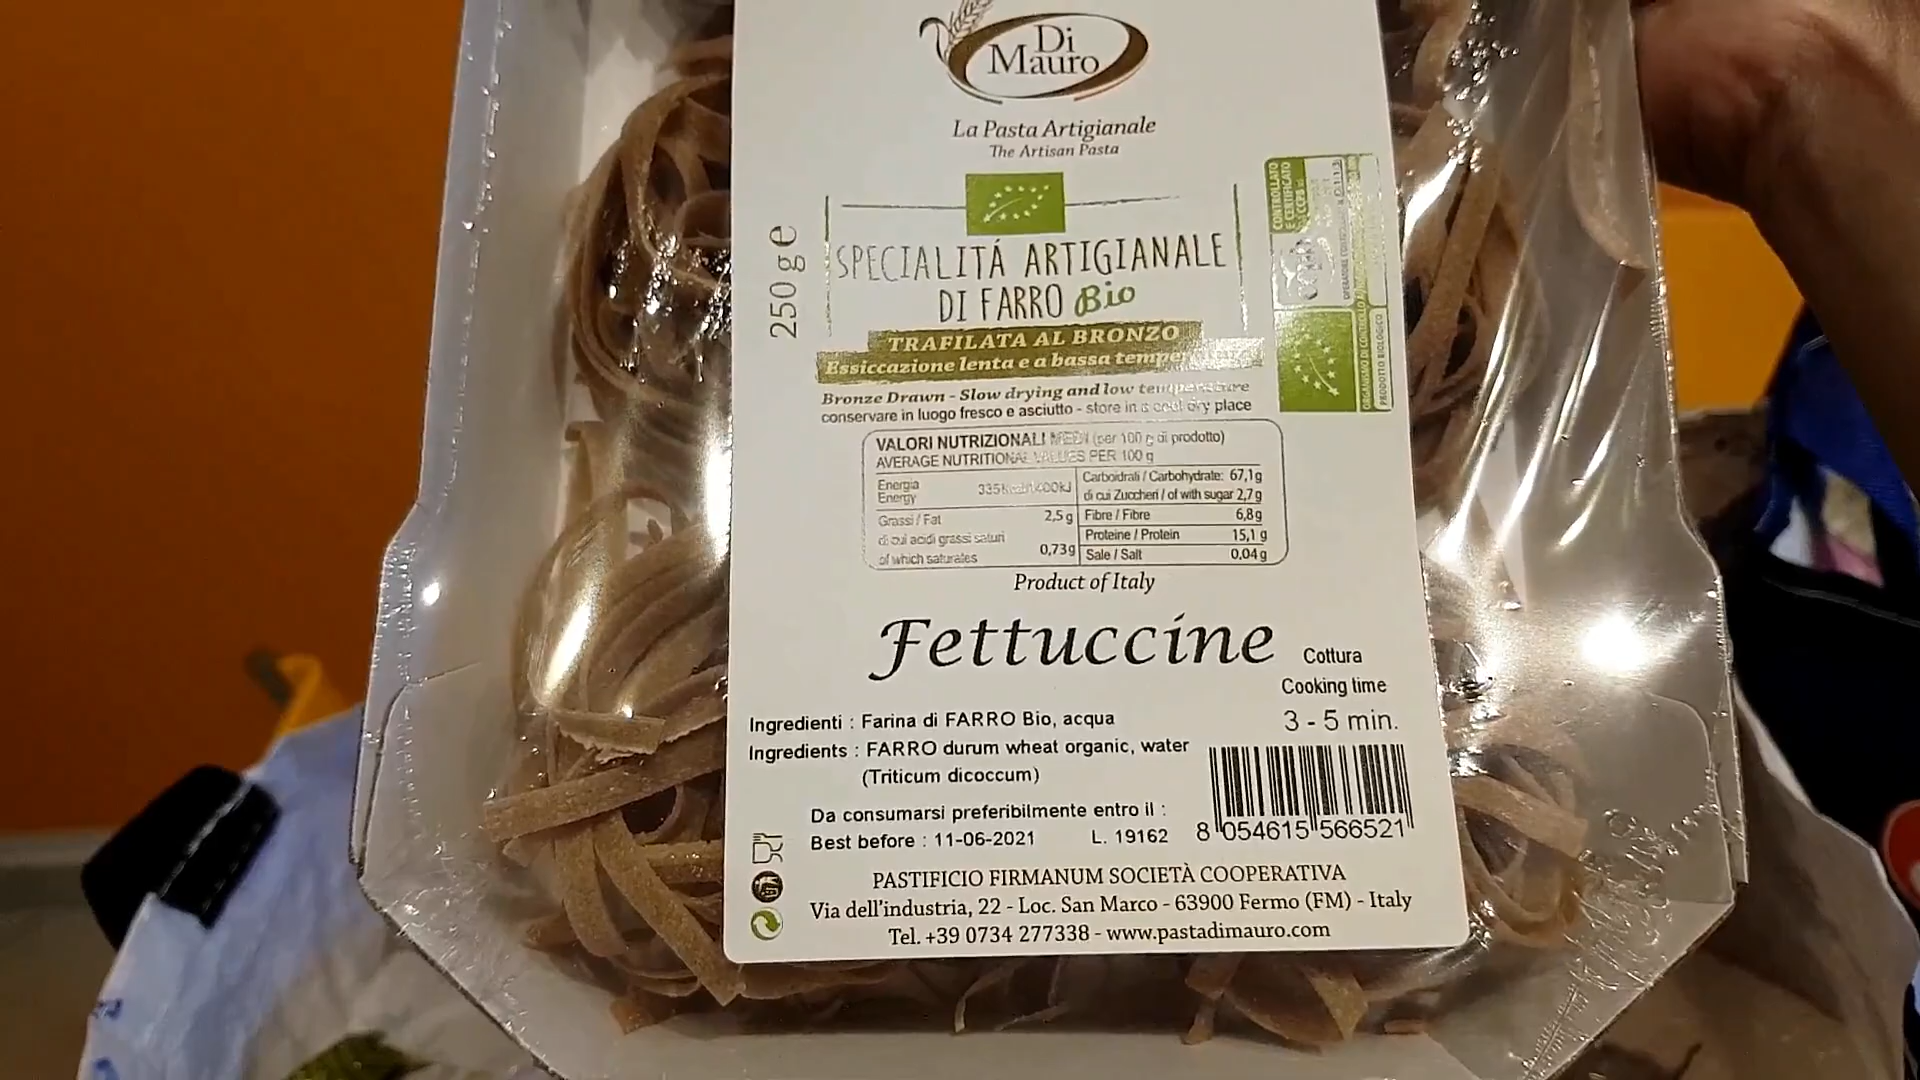 Di
Mauro
La Pasta Artigianale
The Artisan Pasta
250 g e
SPECIALITÁ ARTIGIANALE
DI FARRO Bio
TRAFILATA AL BRONZO
Essiccazione lenta e a bassa
Bronze Drawn - Slow drying and low temperature
conservare in luogo fresco e asciutto - store in a cool dry place
CONTROLLATO
E CERTIFICATO
PRODOTTO BIOLOGICO
VALORI NUTRIZIONALI MEDI (per 100 g di prodotto)
AVERAGE NUTRITIONAL VALUES PER 100 g
Energia
Energy
Grassi / Fat 2,5 g
di cui acidi grassi saturi
of which saturates 0,73g
Carboidrati / Carbohydrate: 67,1g
di cui Zuccheri / of with sugar 2,7g
Fibre / Fibre 6,8g
Proteine / Protein 15,1 g
Sale / Salt 0,04g
Product of Italy
Fettuccine
Cottura
Cooking time
3 - 5 min.
Ingredienti : Farina di FARRO Bio, acqua
Ingredients : FARRO durum wheat organic, water
(Triticum dicoccum)
Da consumarsi preferibilmente entro il :
Best before : 11-06-2021 L. 19162
8 054615 566521
PASTIFICIO FIRMANUM SOCIETÀ COOPERATIVA
Via dell'industria, 22 - Loc. San Marco - 63900 Fermo (FM) - Italy
Tel. +39 0734 277338 - www.pastadimauro.com